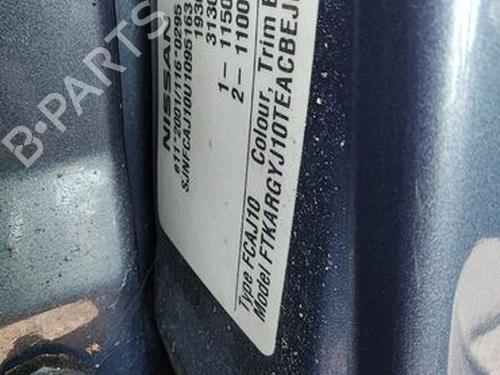 B-PARTS
NISSAN
e11*2001/116*0295
SJNFCAJ10U1095163
1930
3130
1– 1150
2– 1100
Colour, Trim
Type FCAJ10
Model FTKARGYJ10TEACBEJ